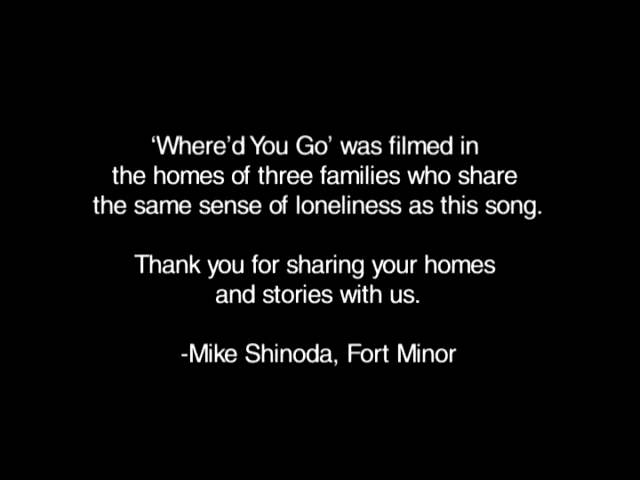 ‘Where’d You Go’ was filmed in
the homes of three families who share
the same sense of loneliness as this song.
Thank you for sharing your homes
and stories with us.
-Mike Shinoda, Fort Minor